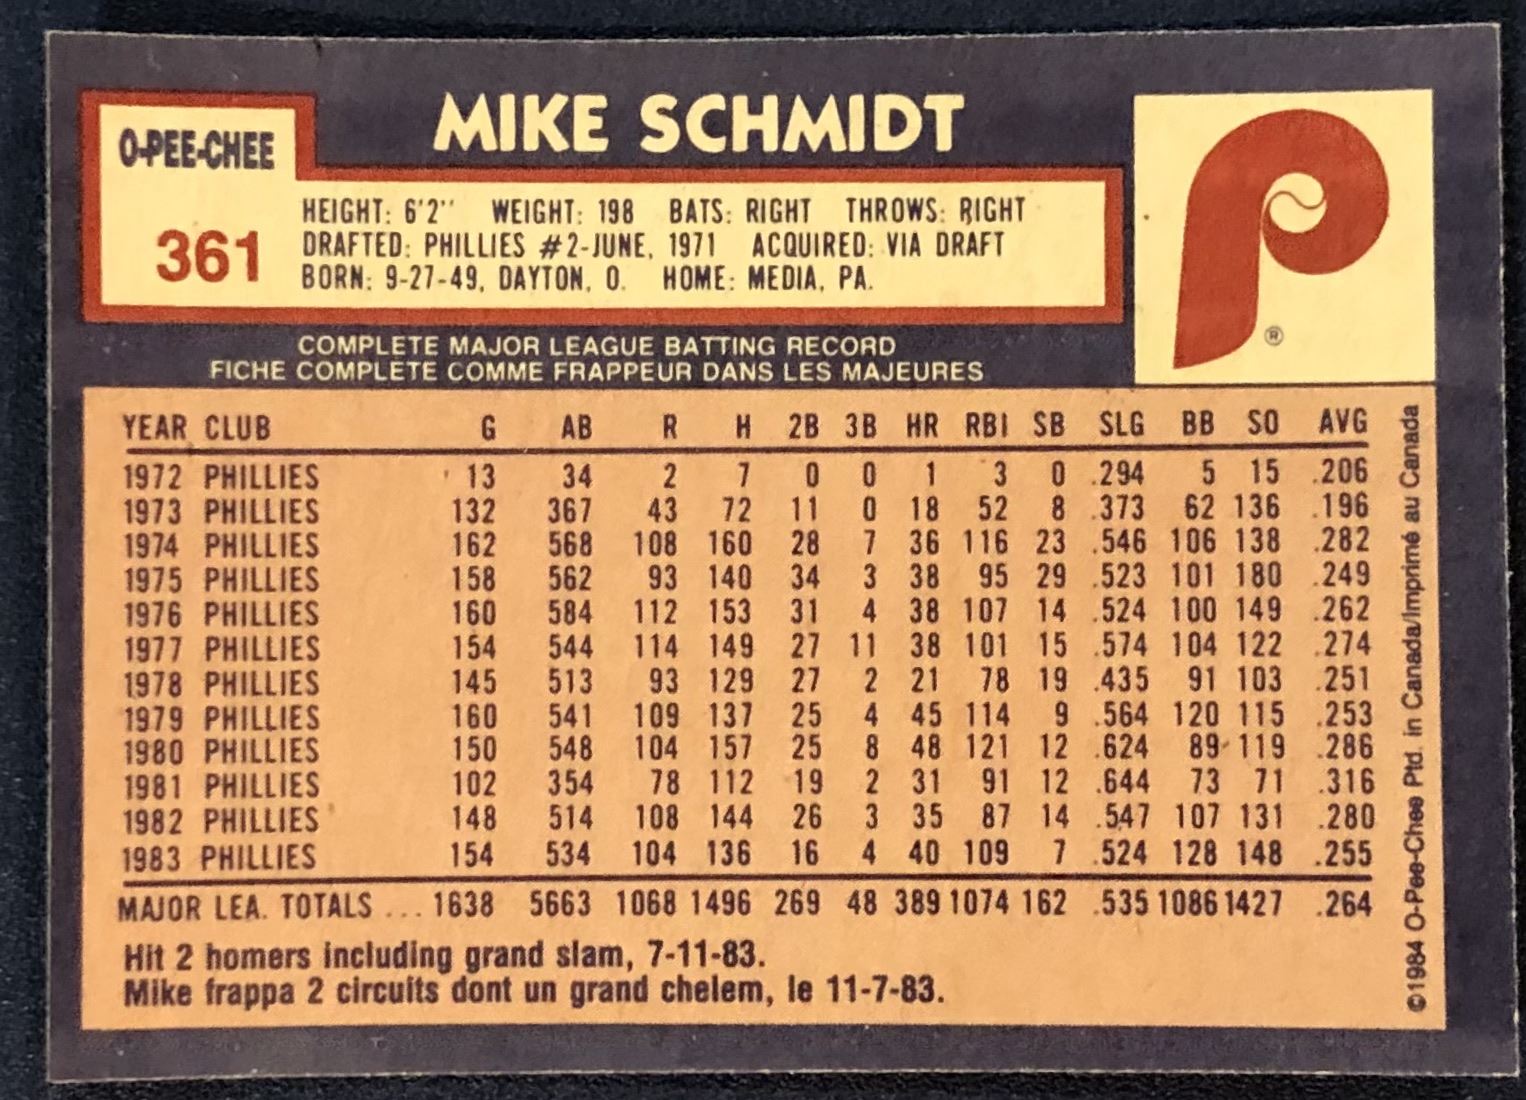 O-PEE-CHEE
361
MIKE SCHMIDT
HEIGHT: 6'2" WEIGHT: 198 BATS: RIGHT THROWS: RIGHT
DRAFTED: PHILLIES #2-JUNE, 1971 ACQUIRED: VIA DRAFT
BORN: 9-27-49, DAYTON, O. HOME: MEDIA, PA.
P
®
COMPLETE MAJOR LEAGUE BATTING RECORD
FICHE COMPLETE COMME FRAPPEUR DANS LES MAJEURES
YEAR CLUB G AB R H 2B 3B HR RBI SB SLG BB SO AVG
1972 PHILLIES 13 34 2 7 0 0 1 3 0 .294 5 15 .206
1973 PHILLIES 132 367 43 72 11 0 18 52 8 .373 62 136 .196
1974 PHILLIES 162 568 108 160 28 7 36 116 23 .546 106 138 .282
1975 PHILLIES 158 562 93 140 34 3 38 95 29 .523 101 180 .249
1976 PHILLIES 160 584 112 153 31 4 38 107 14 .524 100 149 .262
1977 PHILLIES 154 544 114 149 27 11 38 101 15 .574 104 122 .274
1978 PHILLIES 145 513 93 129 27 2 21 78 19 .435 91 103 .251
1979 PHILLIES 160 541 109 137 25 4 45 114 9 .564 120 115 .253
1980 PHILLIES 150 548 104 157 25 8 48 121 12 .624 89 119 .286
1981 PHILLIES 102 354 78 112 19 2 31 91 12 .644 73 71 .316
1982 PHILLIES 148 514 108 144 26 3 35 87 14 .547 107 131 .280
1983 PHILLIES 154 534 104 136 16 4 40 109 7 .524 128 148 .255
MAJOR LEA. TOTALS ... 1638 5663 1068 1496 269 48 389 1074 162 .535 1086 1427 .264
Hit 2 homers including grand slam, 7-11-83.
Mike frappa 2 circuits dont un grand chelem, le 11-7-83.
©1984 O-Pee-Chee Ptd. in Canada/Imprimé au Canada